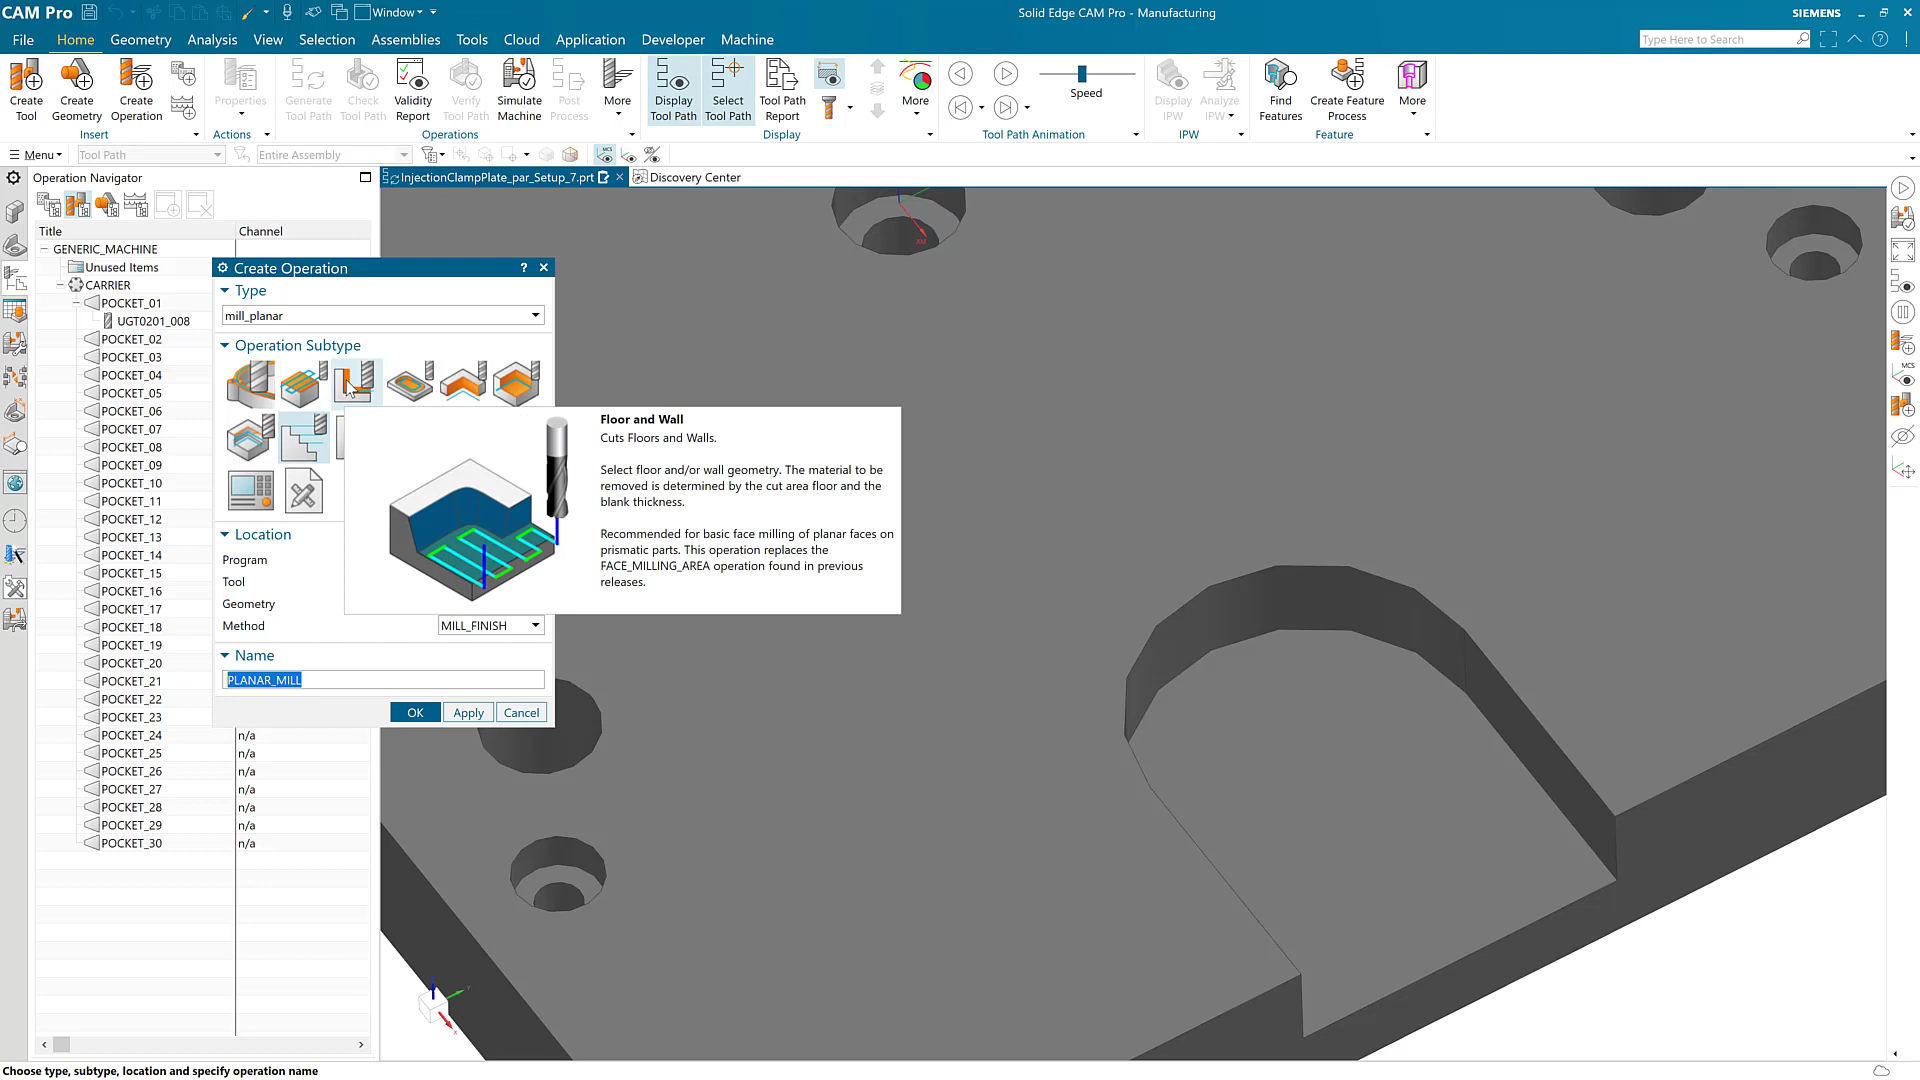 CAM Pro
Window
Solid Edge CAM Pro - Manufacturing
SIEMENS
File
Home
Geometry
Analysis
View
Selection
Assemblies
Tools
Cloud
Application
Developer
Machine
Type Here to Search
Create Tool
Create Geometry
Create Operation
Properties
Generate Tool Path
Check Tool Path
Validity Report
Verify Tool Path
Simulate Machine
Post Process
More
Display Tool Path
Select Tool Path
Tool Path Report
More
Speed
Display IPW
Analyze IPW
Find Features
Create Feature Process
More
Insert
Actions
Operations
Display
Tool Path Animation
IPW
Feature
Menu
Tool Path
Entire Assembly
MCS
Operation Navigator
InjectionClampPlate_par_Setup_7.prt
Discovery Center
Title
Channel
GENERIC_MACHINE
Unused Items
CARRIER
POCKET_01
UGT0201_008
POCKET_02
POCKET_03
POCKET_04
POCKET_05
POCKET_06
POCKET_07
POCKET_08
POCKET_09
POCKET_10
POCKET_11
POCKET_12
POCKET_13
POCKET_14
POCKET_15
POCKET_16
POCKET_17
POCKET_18
POCKET_19
POCKET_20
POCKET_21
POCKET_22
POCKET_23
POCKET_24 n/a
POCKET_25 n/a
POCKET_26 n/a
POCKET_27 n/a
POCKET_28 n/a
POCKET_29 n/a
POCKET_30 n/a
Create Operation
Type
mill_planar
Operation Subtype
Location
Program
Tool
Geometry
Method
MILL_FINISH
Name
PLANAR_MILL
OK
Apply
Cancel
Floor and Wall
Cuts Floors and Walls.
Select floor and/or wall geometry. The material to be
removed is determined by the cut area floor and the
blank thickness.
Recommended for basic face milling of planar faces on
prismatic parts. This operation replaces the
FACE_MILLING_AREA operation found in previous
releases.
XM
MCS
Choose type, subtype, location and specify operation name